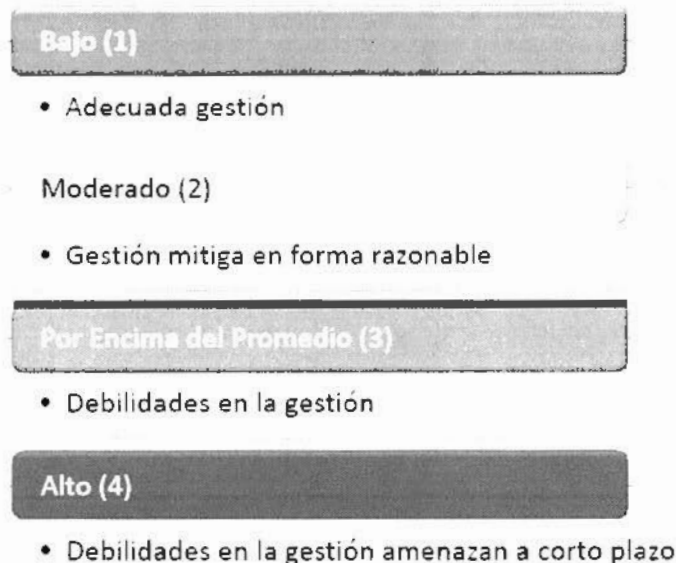 Bajo (1)
• Adecuada gestión
Moderado (2)
• Gestión mitiga en forma razonable
Por Encima del Promedio (3)
• Debilidades en la gestión
Alto (4)
• Debilidades en la gestión amenazan a corto plazo